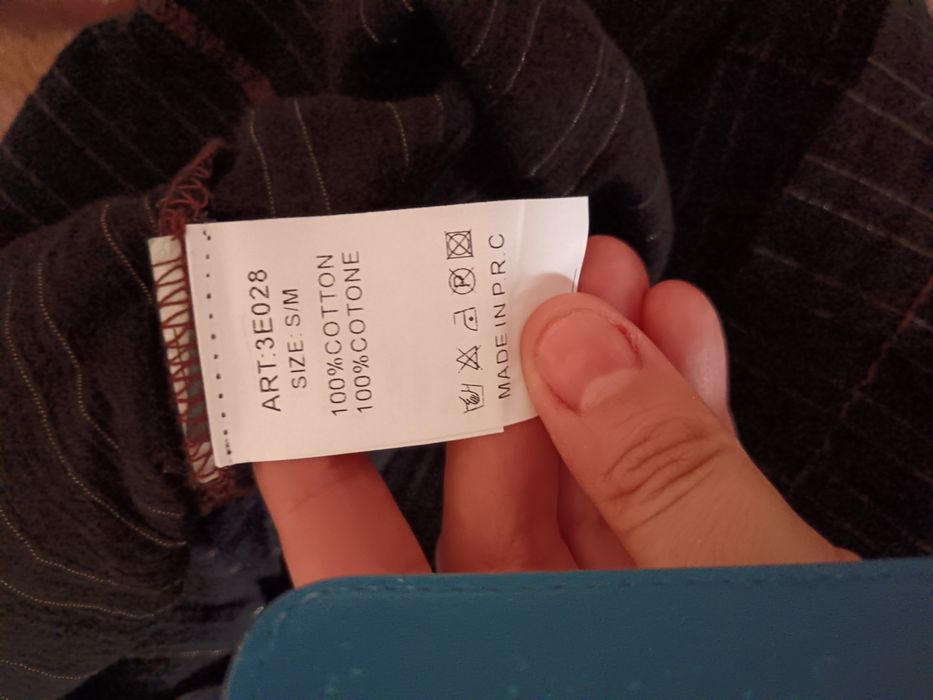 ART:3E028
SIZE: S/M
100%COTTON
100%COTONE
MADE IN P.R.C